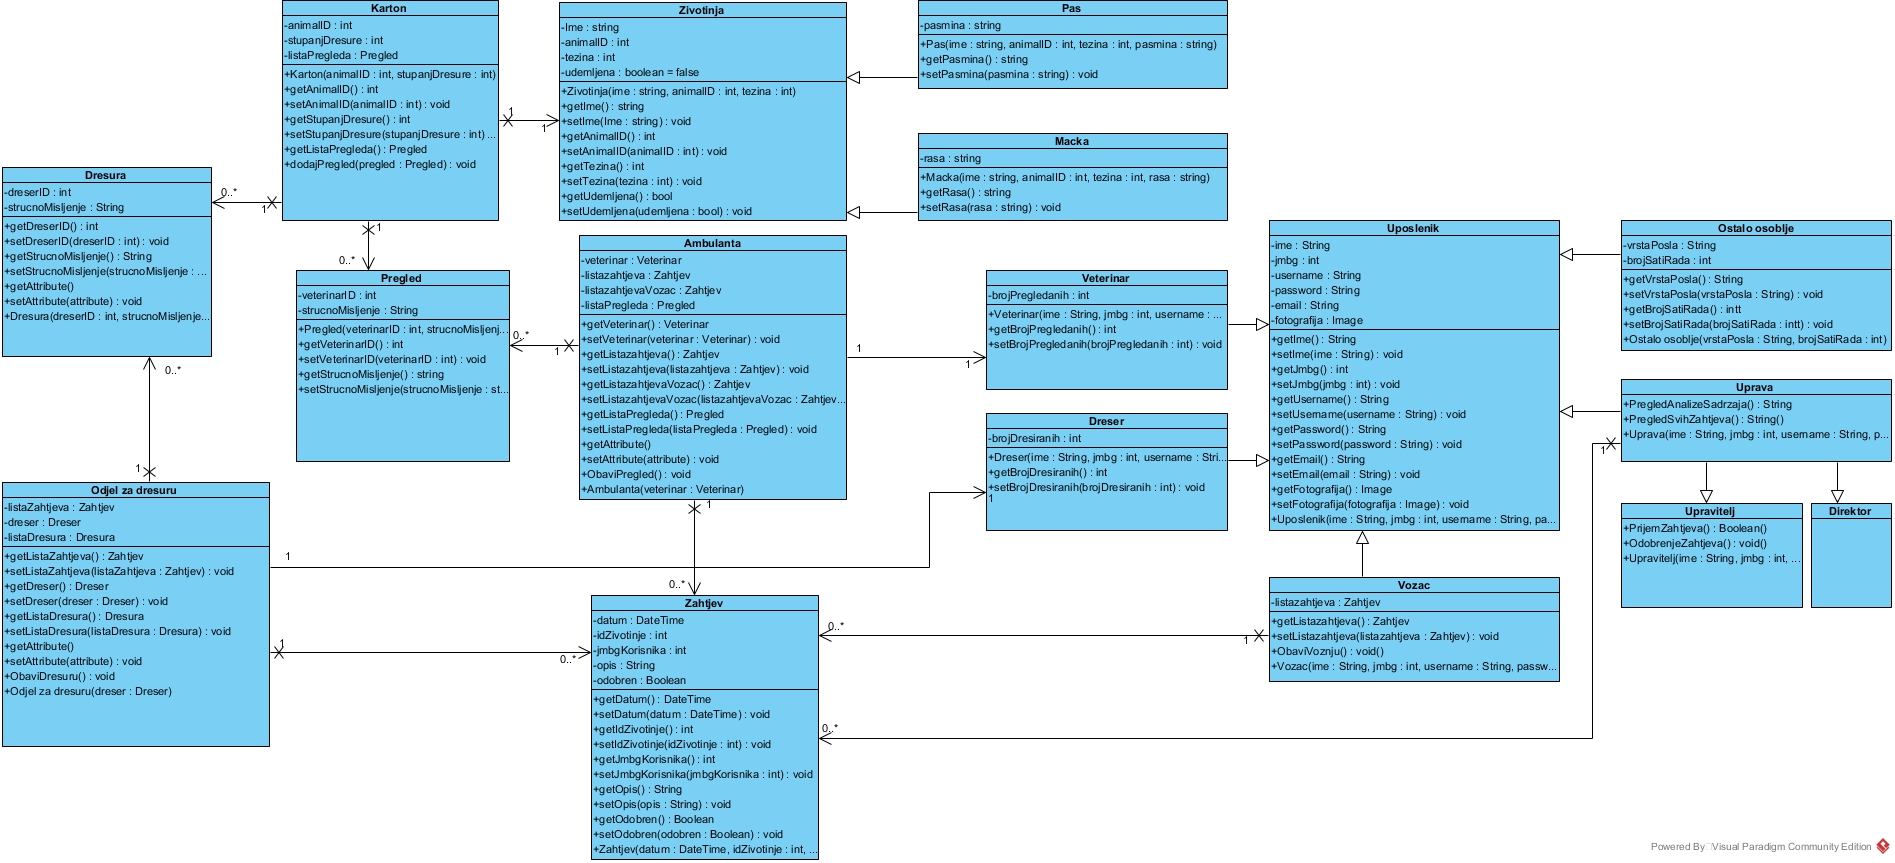 Karton
-animalID : int
-stupanjDresure : int
-listaPregleda : Pregled
+Karton(animalID : int, stupanjDresure : int)
+getAnimalID() : int
+setAnimalID(animalID : int) : void
+getStupanjDresure() : int
+setStupanjDresure(stupanjDresure : int) ...
+getListaPregleda() : Pregled
+dodajPregled(pregled : Pregled) : void
Zivotinja
-Ime : string
-animalID : int
-tezina : int
-udemljena : boolean = false
+Zivotinja(ime : string, animalID : int, tezina : int)
+getIme() : string
+setIme(Ime : string) : void
+getAnimalID() : int
+setAnimalID(animalID : int) : void
+getTezina() : int
+setTezina(tezina : int) : void
+getUdemljena() : bool
+setUdemljena(udemljena : bool) : void
Pas
-pasmina : string
+Pas(ime : string, animalID : int, tezina : int, pasmina : string)
+getPasmina() : string
+setPasmina(pasmina : string) : void
Macka
-rasa : string
+Macka(ime : string, animalID : int, tezina : int, rasa : string)
+getRasa() : string
+setRasa(rasa : string) : void
1
1
Dresura
-dreserID : int
-strucnoMisljenje : String
+getDreserID() : int
+setDreserID(dreserID : int) : void
+getStrucnoMisljenje() : String
+setStrucnoMisljenje(strucnoMisljenje : ...
+getAttribute()
+setAttribute(attribute) : void
+Dresura(dreserID : int, strucnoMisljenje...
0..*
1
1
0..*
Pregled
-veterinarID : int
-strucnoMisljenje : String
+Pregled(veterinarID : int, strucnoMisljenj...
+getVeterinarID() : int
+setVeterinarID(veterinarID : int) : void
+getStrucnoMisljenje() : string
+setStrucnoMisljenje(strucnoMisljenje : st...
0..*
1
Ambulanta
-veterinar : Veterinar
-listazahtjeva : Zahtjev
-listazahtjevaVozac : Zahtjev
-listaPregleda : Pregled
+getVeterinar() : Veterinar
+setVeterinar(veterinar : Veterinar) : void
+getListazahtjeva() : Zahtjev
+setListazahtjeva(listazahtjeva : Zahtjev) : void
+getListazahtjevaVozac() : Zahtjev
+setListazahtjevaVozac(listazahtjevaVozac : Zahtjev...
+getListaPregleda() : Pregled
+setListaPregleda(listaPregleda : Pregled) : void
+getAttribute()
+setAttribute(attribute) : void
+ObaviPregled() : void
+Ambulanta(veterinar : Veterinar)
1
1
Veterinar
-brojPregledanih : int
+Veterinar(ime : String, jmbg : int, username : ...
+getBrojPregledanih() : int
+setBrojPregledanih(brojPregledanih : int) : void
Dreser
-brojDresiranih : int
+Dreser(ime : String, jmbg : int, username : Stri...
+getBrojDresiranih() : int
+setBrojDresiranih(brojDresiranih : int) : void
1
Uposlenik
-ime : String
-jmbg : int
-username : String
-password : String
-email : String
-fotografija : Image
+getIme() : String
+setIme(ime : String) : void
+getJmbg() : int
+setJmbg(jmbg : int) : void
+getUsername() : String
+setUsername(username : String) : void
+getPassword() : String
+setPassword(password : String) : void
+getEmail() : String
+setEmail(email : String) : void
+getFotografija() : Image
+setFotografija(fotografija : Image) : void
+Uposlenik(ime : String, jmbg : int, username : String, pa...
Ostalo osoblje
-vrstaPosla : String
-brojSatiRada : int
+getVrstaPosla() : String
+setVrstaPosla(vrstaPosla : String) : void
+getBrojSatiRada() : intt
+setBrojSatiRada(brojSatiRada : intt) : void
+Ostalo osoblje(vrstaPosla : String, brojSatiRada : int)
Uprava
+PregledAnalizeSadrzaja() : String
+PregledSvihZahtjeva() : String()
+Uprava(ime : String, jmbg : int, username : String, p...
1
Upravitelj
+PrijemZahtjeva() : Boolean()
+OdobrenjeZahtjeva() : void()
+Upravitelj(ime : String, jmbg : int, ...
Direktor
0..*
1
Odjel za dresuru
-listaZahtjeva : Zahtjev
-dreser : Dreser
-listaDresura : Dresura
+getListaZahtjeva() : Zahtjev
+setListaZahtjeva(listaZahtjeva : Zahtjev) : void
+getDreser() : Dreser
+setDreser(dreser : Dreser) : void
+getListaDresura() : Dresura
+setListaDresura(listaDresura : Dresura) : void
+getAttribute()
+setAttribute(attribute) : void
+ObaviDresuru() : void
+Odjel za dresuru(dreser : Dreser)
1
1
0..*
1
0..*
Zahtjev
-datum : DateTime
-idZivotinje : int
-jmbgKorisnika : int
-opis : String
-odobren : Boolean
+getDatum() : DateTime
+setDatum(datum : DateTime) : void
+getIdZivotinje() : int
+setIdZivotinje(idZivotinje : int) : void
+getJmbgKorisnika() : int
+setJmbgKorisnika(jmbgKorisnika : int) : void
+getOpis() : String
+setOpis(opis : String) : void
+getOdobren() : Boolean
+setOdobren(odobren : Boolean) : void
+Zahtjev(datum : DateTime, idZivotinje : int, ...
0..*
1
0..*
Vozac
-listazahtjeva : Zahtjev
+getListazahtjeva() : Zahtjev
+setListazahtjeva(listazahtjeva : Zahtjev) : void
+ObaviVoznju() : void()
+Vozac(ime : String, jmbg : int, username : String, passw...
Powered By Visual Paradigm Community Edition